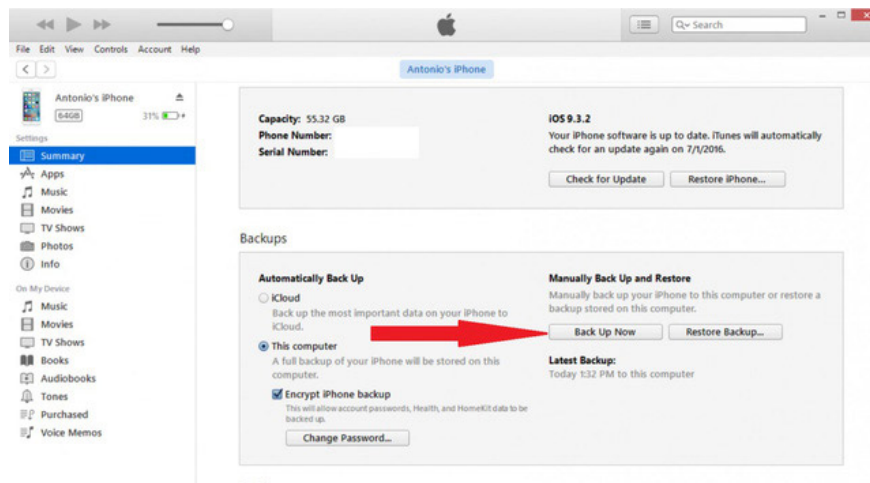 Search
File Edit View Controls Account Help
Antonio's iPhone
Antonio's iPhone
64GB 31%
Settings
Summary
Apps
Music
Movies
TV Shows
Photos
Info
On My Device
Music
Movies
TV Shows
Books
Audiobooks
Tones
Purchased
Voice Memos
Capacity: 55.32 GB
Phone Number:
Serial Number:
iOS 9.3.2
Your iPhone software is up to date. iTunes will automatically
check for an update again on 7/1/2016.
Check for Update Restore iPhone...
Backups
Automatically Back Up
iCloud
Back up the most important data on your iPhone to
iCloud.
This computer
A full backup of your iPhone will be stored on this
computer.
Encrypt iPhone backup
This will allow account passwords, Health, and HomeKit data to be
backed up.
Change Password...
Manually Back Up and Restore
Manually back up your iPhone to this computer or restore a
backup stored on this computer.
Back Up Now Restore Backup...
Latest Backup:
Today 1:32 PM to this computer